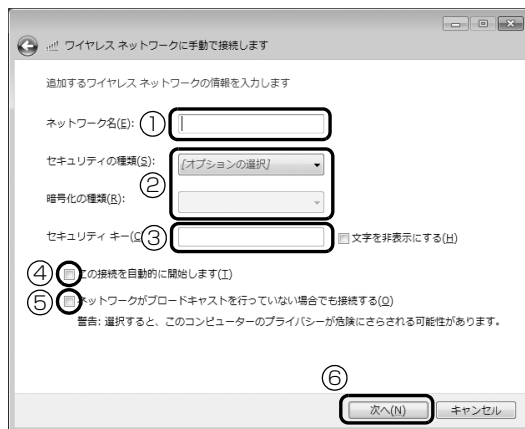 ワイヤレス ネットワークに手動で接続します
追加するワイヤレス ネットワークの情報を入力します
ネットワーク名(E): ①
セキュリティの種類(S): [オプションの選択]
②
暗号化の種類(R):
セキュリティ キー(C ③ 文字を非表示にする(H)
④ この接続を自動的に開始します(T)
⑤ ネットワークがブロードキャストを行っていない場合でも接続する(O)
警告: 選択すると、このコンピューターのプライバシーが危険にさらされる可能性があります。
⑥
次へ(N) キャンセル